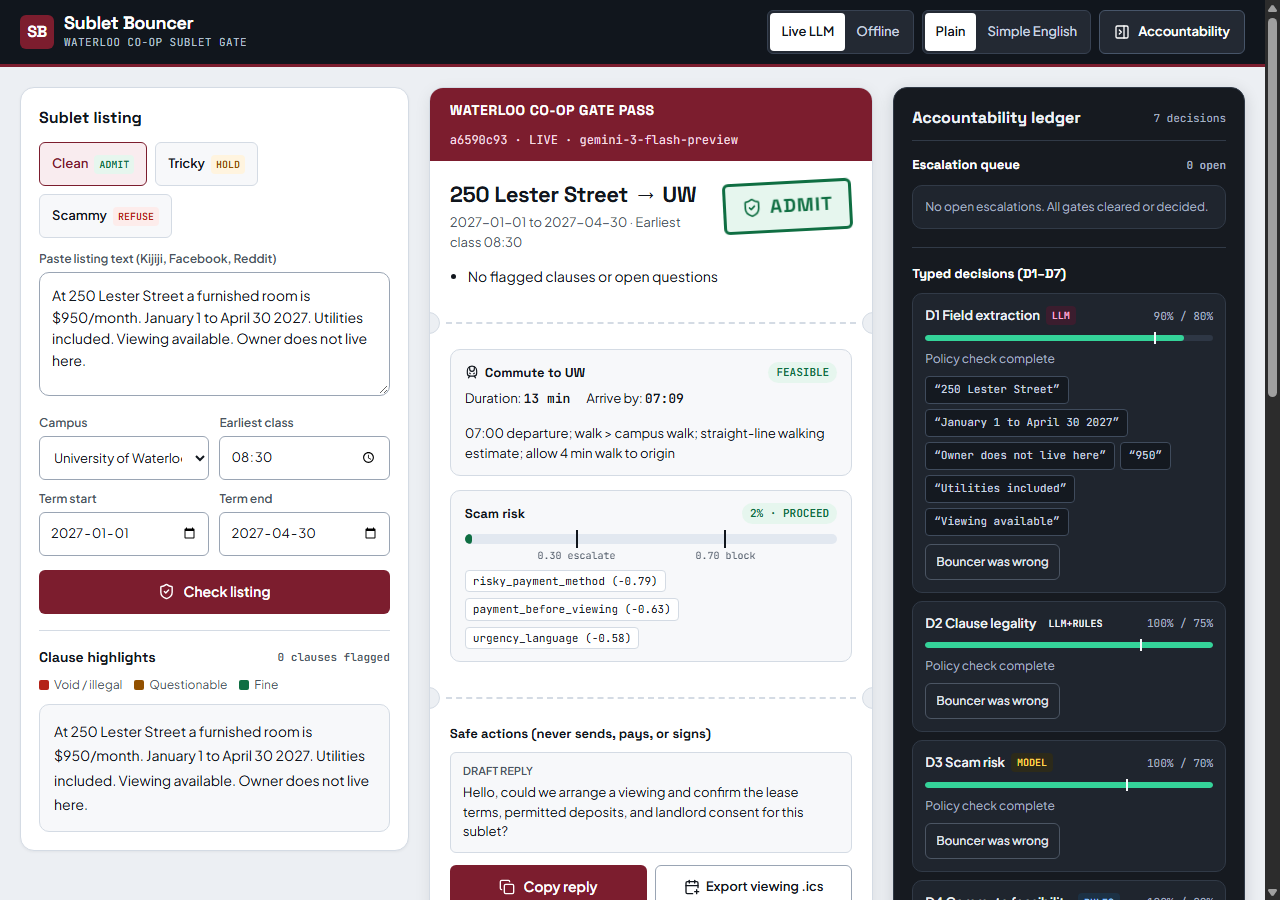 SB
Sublet Bouncer
WATERLOO CO-OP SUBLET GATE
Live LLM
Offline
Plain
Simple English
Accountability
Sublet listing
Clean ADMIT
Tricky HOLD
Scammy REFUSE
Paste listing text (Kijiji, Facebook, Reddit)
At 250 Lester Street a furnished room is
$950/month. January 1 to April 30 2027. Utilities
included. Viewing available. Owner does not live
here.
Campus
Earliest class
University of Waterloo
08:30
Term start
Term end
2027-01-01
2027-04-30
Check listing
Clause highlights
0 clauses flagged
Void / illegal
Questionable
Fine
At 250 Lester Street a furnished room is
$950/month. January 1 to April 30 2027. Utilities
included. Viewing available. Owner does not live
here.
WATERLOO CO-OP GATE PASS
a6590c93 · LIVE · gemini-3-flash-preview
250 Lester Street → UW
ADMIT
2027-01-01 to 2027-04-30 · Earliest
class 08:30
• No flagged clauses or open questions
Commute to UW
FEASIBLE
Duration: 13 min Arrive by: 07:09
07:00 departure; walk > campus walk; straight-line walking
estimate; allow 4 min walk to origin
Scam risk
2% · PROCEED
0.30 escalate
0.70 block
risky_payment_method (-0.79)
payment_before_viewing (-0.63)
urgency_language (-0.58)
Safe actions (never sends, pays, or signs)
DRAFT REPLY
Hello, could we arrange a viewing and confirm the lease
terms, permitted deposits, and landlord consent for this
sublet?
Copy reply
Export viewing .ics
Accountability ledger
7 decisions
Escalation queue
0 open
No open escalations. All gates cleared or decided.
Typed decisions (D1–D7)
D1 Field extraction LLM
90% / 80%
Policy check complete
“250 Lester Street”
“January 1 to April 30 2027”
“Owner does not live here” “950”
“Utilities included”
“Viewing available”
Bouncer was wrong
D2 Clause legality LLM+RULES
100% / 75%
Policy check complete
Bouncer was wrong
D3 Scam risk MODEL
100% / 70%
Policy check complete
Bouncer was wrong